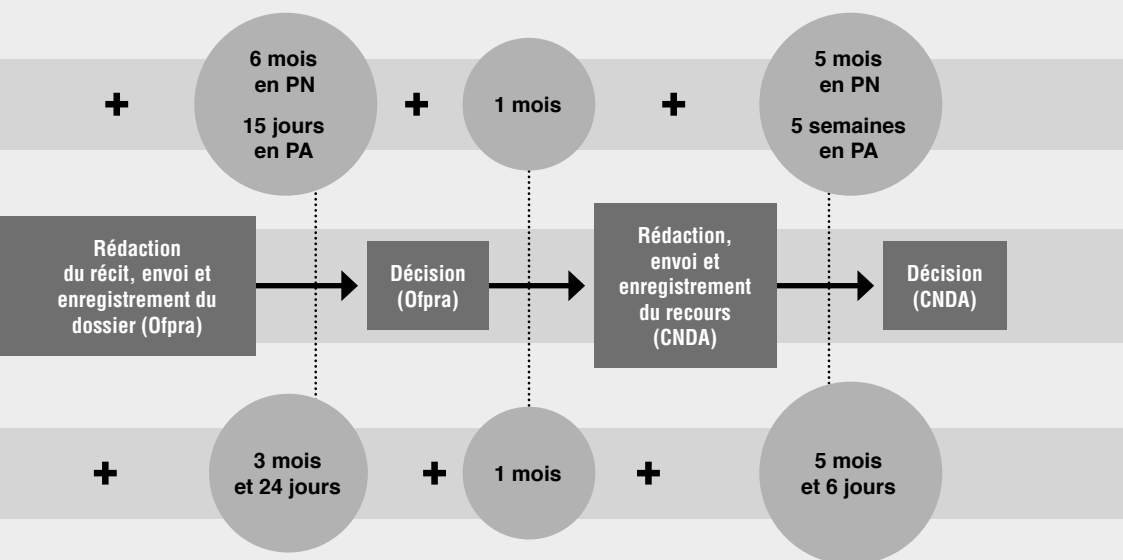 +
6 mois
en PN
15 jours
en PA
+
1 mois
+
5 mois
en PN
5 semaines
en PA
Rédaction
du récit, envoi et
enregistrement du
dossier (Ofpra)
Décision
(Ofpra)
Rédaction,
envoi et
enregistrement
du recours
(CNDA)
Décision
(CNDA)
+
3 mois
et 24 jours
+
1 mois
+
5 mois
et 6 jours